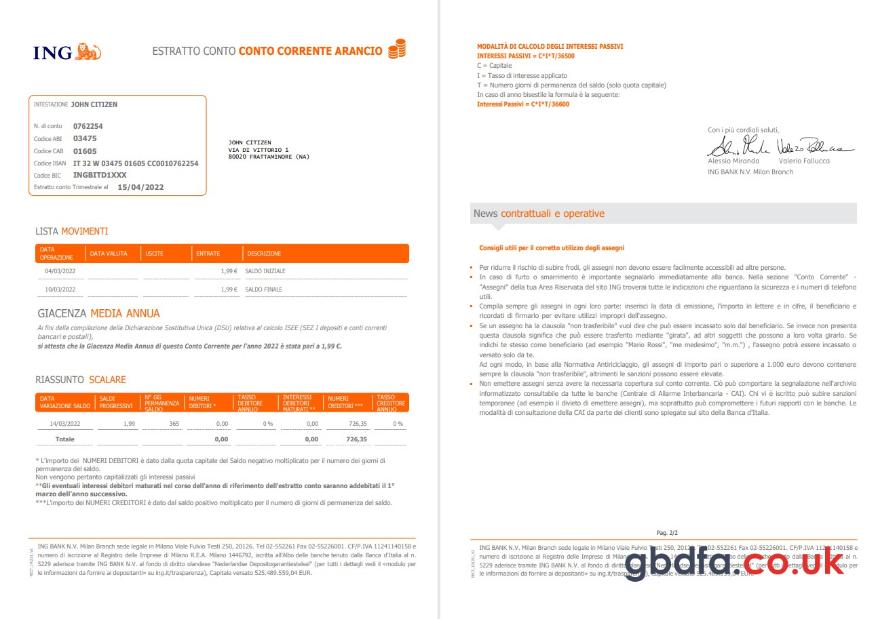 ING
ESTRATTO CONTO CONTO CORRENTE ARANCIO
INTESTAZIONE JOHN CITIZEN
N. di conto 0762254
Codice ABI 03475
Codice CAB 01605
Codice IBAN IT 32 W 03475 01605 CC0010762254
Codice BIC INGBITD1XXX
Estratto conto Trimestrale al 15/04/2022
JOHN CITIZEN
VIA DI VITTORIO 1
80020 FRATTAMINORE (NA)
LISTA MOVIMENTI
DATA OPERAZIONE DATA VALUTA USCITE ENTRATE DESCRIZIONE
04/03/2022 1,99 € SALDO INIZIALE
10/03/2022 1,99 € SALDO FINALE
GIACENZA MEDIA ANNUA
Ai fini della compilazione della Dichiarazione Sostitutiva Unica (DSU) relativa al calcolo ISEE (SEZ I depositi e conti correnti
bancari e postali),
si attesta che la Giacenza Media Annua di questo Conto Corrente per l'anno 2022 è stata pari a 1,99 €.
RIASSUNTO SCALARE
DATA VARIAZIONE SALDO SALDI PROGRESSIVI N° GG PERMANENZA SALDO NUMERI DEBITORI * TASSO DEBITORE ANNUO INTERESSI DEBITORI MATURATI ** NUMERI CREDITORI *** TASSO CREDITORE ANNUO
14/03/2022 1,99 365 0,00 0 % 0,00 726,35 0 %
Totale 0,00 0,00 726,35
* L'importo dei NUMERI DEBITORI è dato dalla quota capitale del Saldo negativo moltiplicato per il numero dei giorni di
permanenza del saldo.
Non vengono pertanto capitalizzati gli interessi passivi
**Gli eventuali interessi debitori maturati nel corso dell'anno di riferimento dell'estratto conto saranno addebitati il 1°
marzo dell'anno successivo.
***L'importo dei NUMERI CREDITORI è dato dal saldo positivo moltiplicato per il numero di giorni di permanenza del saldo.
ING BANK N.V. Milan Branch sede legale in Milano Viale Fulvio Testi 250, 20126. Tel 02-552261 Fax 02-55226001. CF/P.IVA 11241140158 e
numero di iscrizione al Registro delle Imprese di Milano R.E.A. Milano 1446792, iscritta all'Albo delle banche tenuto dalla Banca d'Italia al n.
5229 aderisce tramite ING BANK N.V. al fondo di diritto olandese "Nederlandse Depositogarantiestelsel" (per tutti i dettagli vedi il «modulo per
le informazioni da fornire ai depositanti» su ing.it/trasparenza), Capitale versato 525.489.559,04 EUR.
MODALITÀ DI CALCOLO DEGLI INTERESSI PASSIVI
INTERESSI PASSIVI = C*I*T/36500
C = Capitale
I = Tasso di interesse applicato
T = Numero giorni di permanenza del saldo (solo quota capitale)
In caso di anno bisestile la formula è la seguente:
Interessi Passivi = C*I*T/36600
Con i più cordiali saluti,
Alessio Miranda Valerio Fallucca
ING BANK N.V. Milan Branch
News contrattuali e operative
Consigli utili per il corretto utilizzo degli assegni
Per ridurre il rischio di subire frodi, gli assegni non devono essere facilmente accessibili ad altre persone.
In caso di furto o smarrimento è importante segnalarlo immediatamente alla banca. Nella sezione "Conto Corrente" -
"Assegni" della tua Area Riservata del sito ING troverai tutte le indicazioni che riguardano la sicurezza e i numeri di telefono
utili.
Compila sempre gli assegni in ogni loro parte: inserisci la data di emissione, l'importo in lettere e in cifre, il beneficiario e
ricordati di firmarlo per evitare utilizzi impropri dell'assegno.
Se un assegno ha la clausola "non trasferibile" vuol dire che può essere incassato solo dal beneficiario. Se invece non presenta
questa clausola può essere trasferito mediante "girata", ad altri soggetti che possono a loro volta girarlo. Se
indichi te stesso come beneficiario (ad esempio "Mario Rossi", "me medesimo", "m.m.") , l'assegno potrà essere incassato o
versato solo da te.
Ad ogni modo, in base alla Normativa Antiriciclaggio, gli assegni di importo pari o superiore a 1.000 euro devono contenere
sempre la clausola "non trasferibile", altrimenti le sanzioni possono essere elevate.
Non emettere assegni senza avere la necessaria copertura sul conto corrente. Ciò può comportare la segnalazione nell'archivio
informatizzato consultabile da tutte le banche (Centrale di Allarme Interbancaria - CAI). Chi vi è iscritto può subire sanzioni
temporanee (ad esempio il divieto di emettere assegni), ma soprattutto può compromettere i futuri rapporti con le banche. Le
modalità di consultazione della CAI da parte dei clienti sono spiegate sul sito della Banca d'Italia.
Pag. 2/2
ING BANK N.V. Milan Branch sede legale in Milano Viale Fulvio Testi 250, 20126. Tel 02-552261 Fax 02-55226001. CF/P.IVA 11241140158 e
numero di iscrizione al Registro delle Imprese di Milano
5229 aderisce tramite ING BANK N.V. al fondo di diritto
le informazioni da fornire ai depositanti» su
gbdfd.co.uk